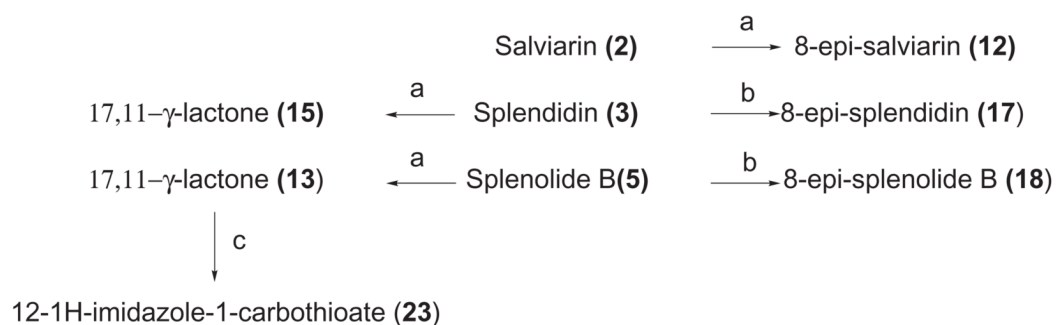 a
Salviarin (2) 8-epi-salviarin (12)
a b
17,11–γ-lactone (15) Splendidin (3) 8-epi-splendidin (17)
a b
17,11–γ-lactone (13) Splenolide B(5) 8-epi-splenolide B (18)
c
12-1H-imidazole-1-carbothioate (23)